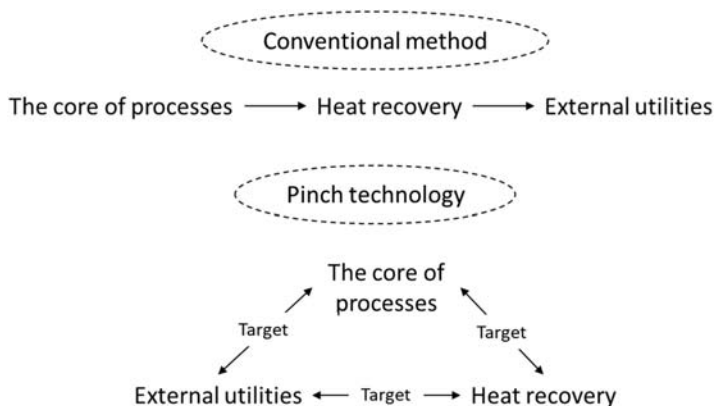 Conventional method
The core of processes Heat recovery External utilities
Pinch technology
The core of
processes
Target Target
External utilities Target Heat recovery